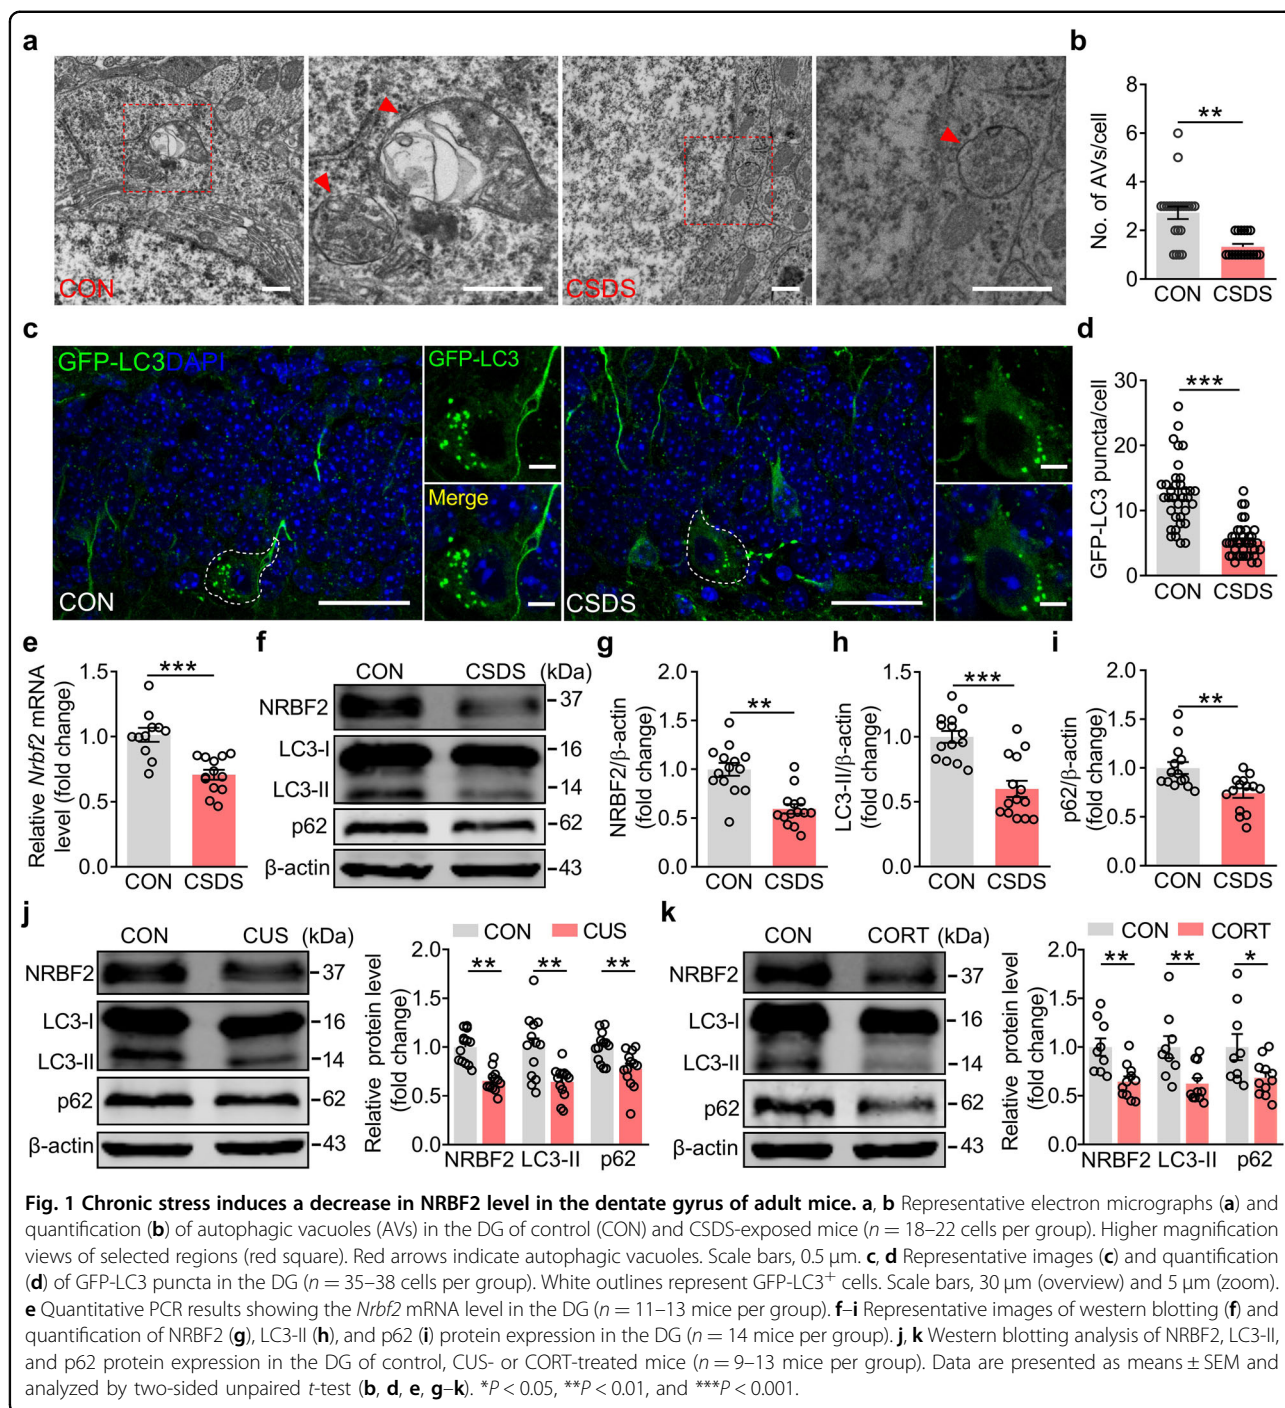 a
CON
CSDS
b
No. of AVs/cell
8
6
4
2
0
**
CON CSDS
c
GFP-LC3DAPI
CON
GFP-LC3
Merge
CSDS
d
GFP-LC3 puncta/cell
30
20
10
0
***
CON CSDS
e
Relative Nrbf2 mRNA
level (fold change)
1.5
1.0
0.5
0.0
***
CON CSDS
f
CON CSDS (kDa)
NRBF2 37
LC3-I 16
LC3-II 14
p62 62
β-actin 43
g
NRBF2/β-actin
(fold change)
2.0
1.5
1.0
0.5
0.0
**
CON CSDS
h
LC3-II/β-actin
(fold change)
1.5
1.0
0.5
0.0
***
CON CSDS
i
p62/β-actin
(fold change)
2.0
1.5
1.0
0.5
0.0
**
CON CSDS
j
CON CUS (kDa)
NRBF2 37
LC3-I 16
LC3-II 14
p62 62
β-actin 43
CON CUS
Relative protein level
(fold change)
2.0
1.5
1.0
0.5
0.0
** ** **
NRBF2 LC3-II p62
k
CON CORT (kDa)
NRBF2 37
LC3-I 16
LC3-II 14
p62 62
β-actin 43
CON CORT
Relative protein level
(fold change)
2.0
1.5
1.0
0.5
0.0
** ** *
NRBF2 LC3-II p62
Fig. 1 Chronic stress induces a decrease in NRBF2 level in the dentate gyrus of adult mice. a, b Representative electron micrographs (a) and
quantification (b) of autophagic vacuoles (AVs) in the DG of control (CON) and CSDS-exposed mice (n = 18–22 cells per group). Higher magnification
views of selected regions (red square). Red arrows indicate autophagic vacuoles. Scale bars, 0.5 μm. c, d Representative images (c) and quantification
(d) of GFP-LC3 puncta in the DG (n = 35–38 cells per group). White outlines represent GFP-LC3⁺ cells. Scale bars, 30 μm (overview) and 5 μm (zoom).
e Quantitative PCR results showing the Nrbf2 mRNA level in the DG (n = 11–13 mice per group). f–i Representative images of western blotting (f) and
quantification of NRBF2 (g), LC3-II (h), and p62 (i) protein expression in the DG (n = 14 mice per group). j, k Western blotting analysis of NRBF2, LC3-II,
and p62 protein expression in the DG of control, CUS- or CORT-treated mice (n = 9–13 mice per group). Data are presented as means ± SEM and
analyzed by two-sided unpaired t-test (b, d, e, g–k). *P < 0.05, **P < 0.01, and ***P < 0.001.